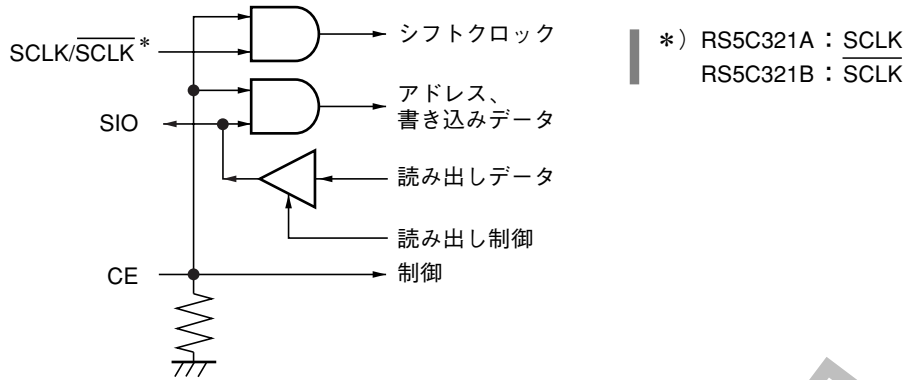 SCLK/SCLK *
シフトクロック
アドレス、
書き込みデータ
SIO
読み出しデータ
読み出し制御
CE
制御
*）RS5C321A：SCLK
RS5C321B：SCLK